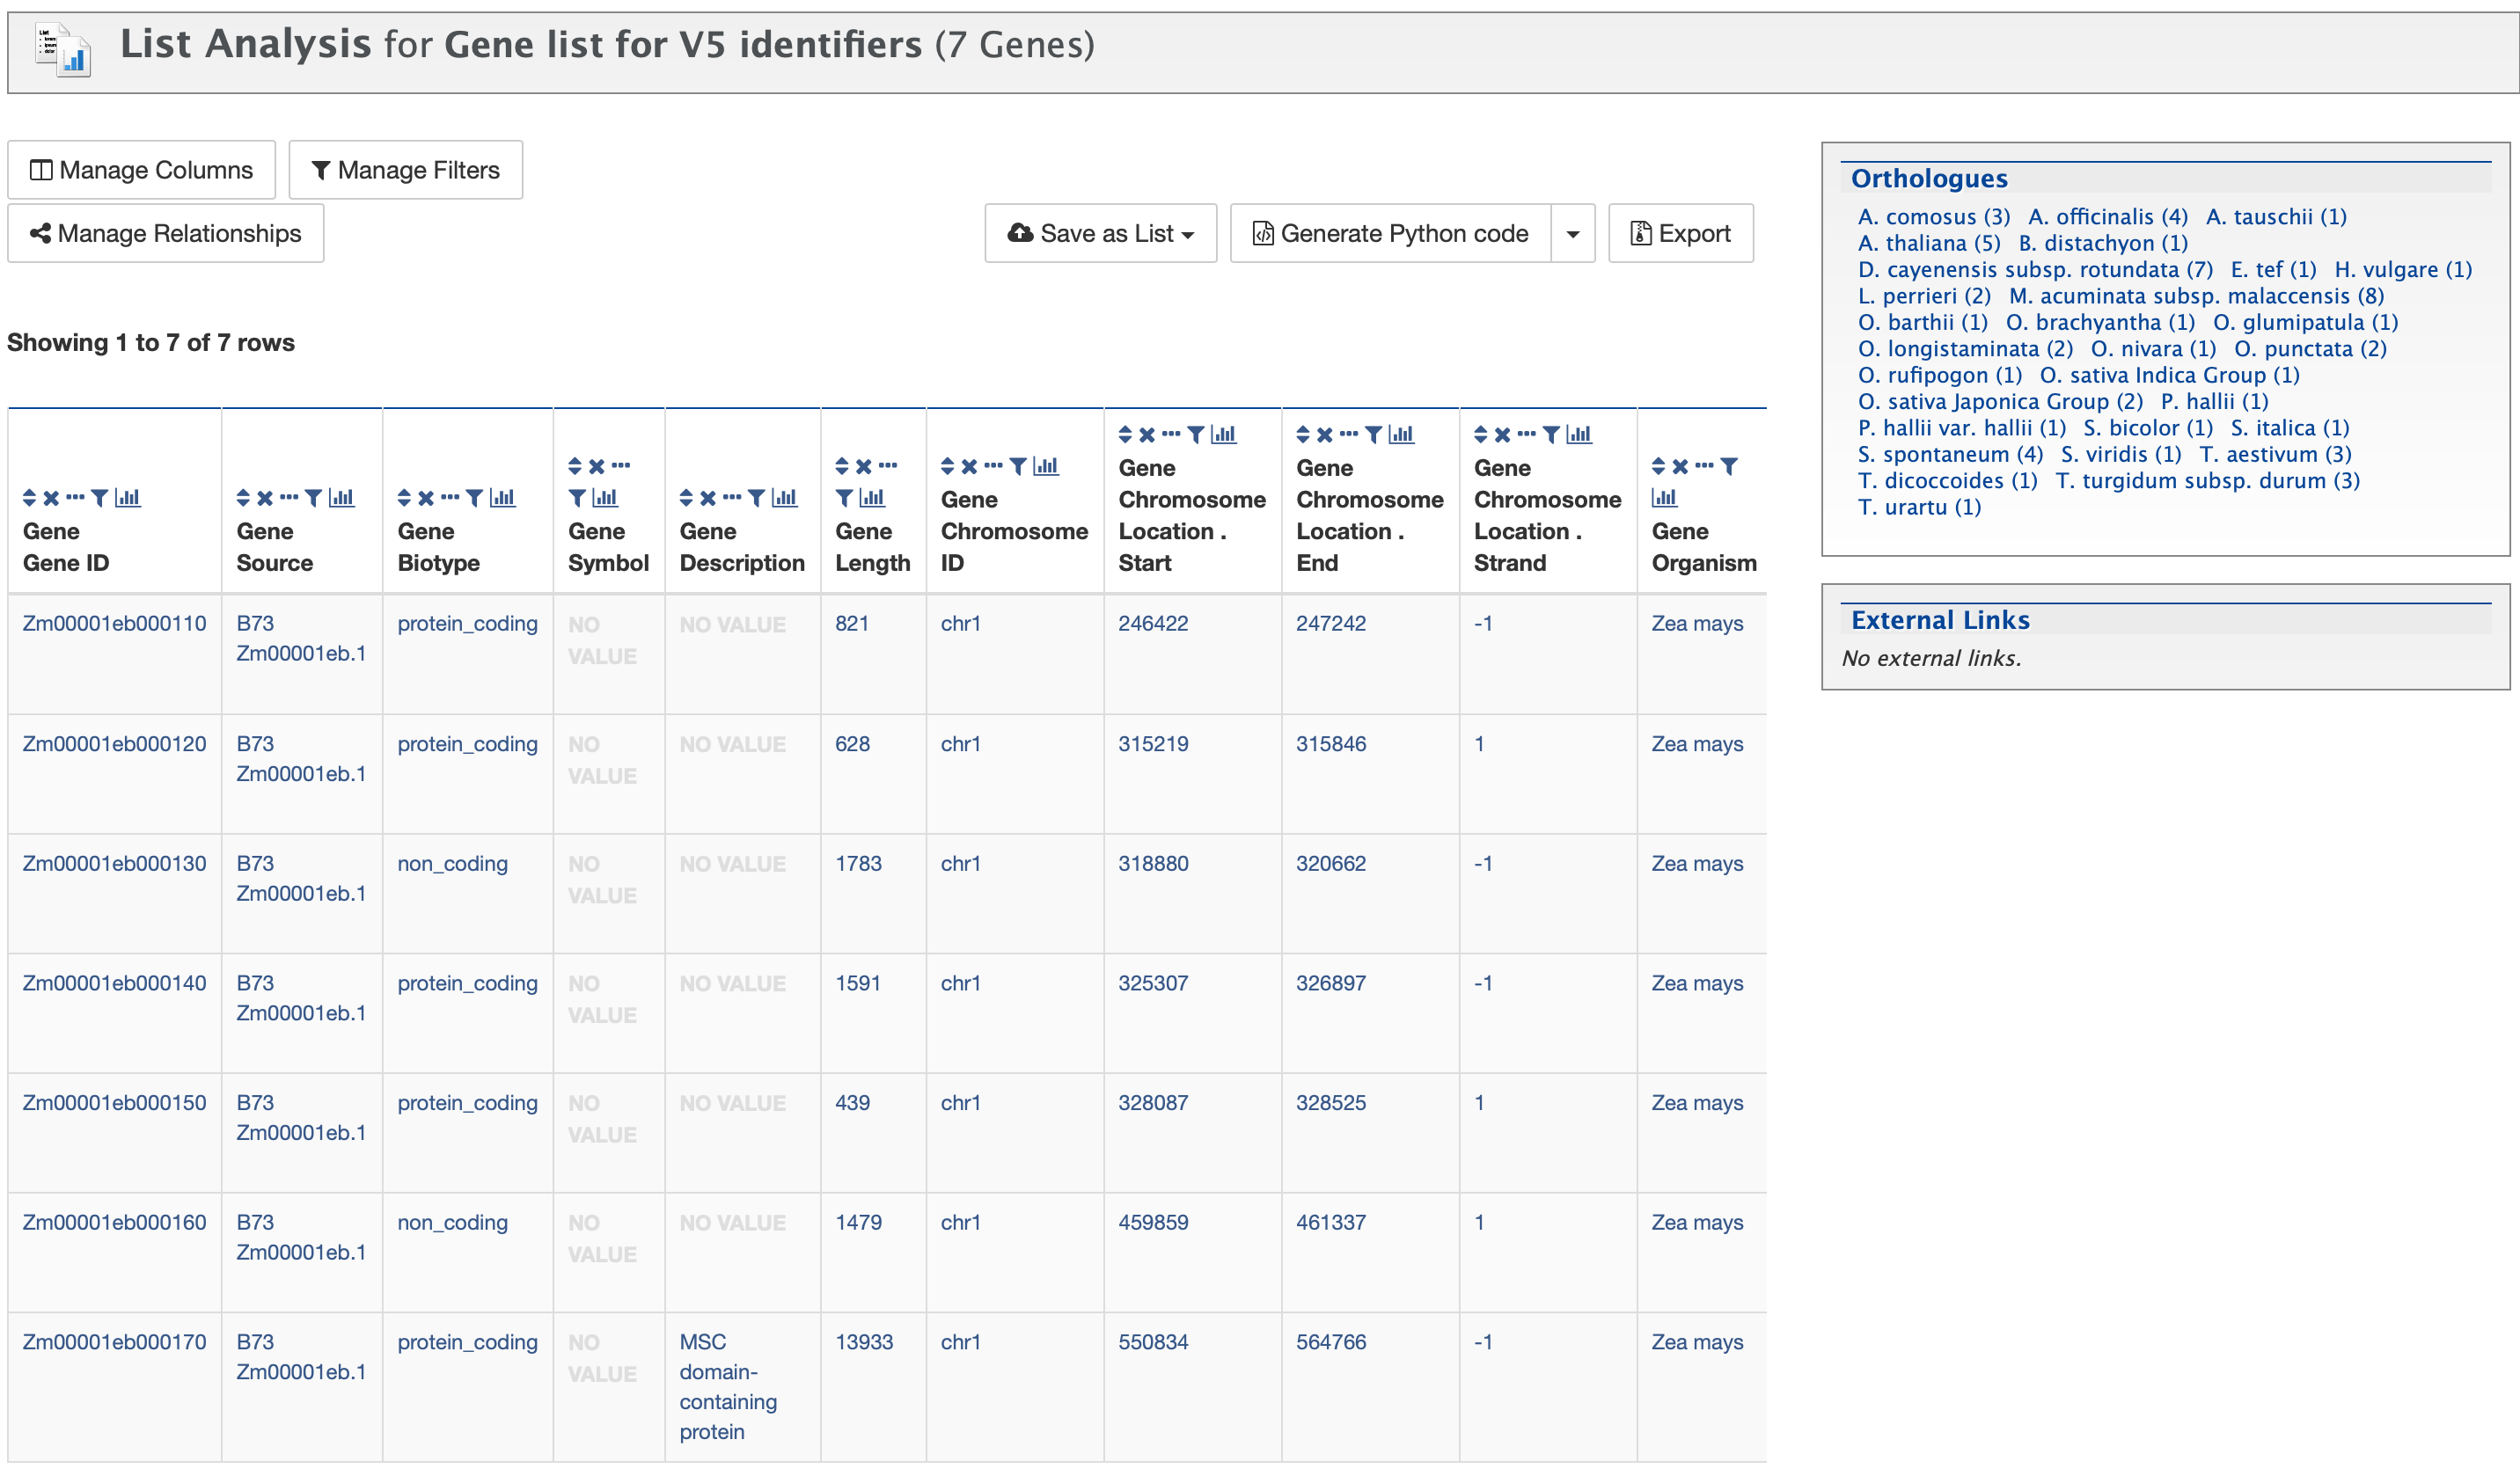 List Analysis for Gene list for V5 identifiers (7 Genes)
Manage Columns
Manage Filters
Manage Relationships
Save as List
Generate Python code
Export
Showing 1 to 7 of 7 rows
Gene
Gene ID
Gene
Source
Gene
Biotype
Gene
Symbol
Gene
Description
Gene
Length
Gene
Chromosome
ID
Gene
Chromosome
Location .
Start
Gene
Chromosome
Location .
End
Gene
Chromosome
Location .
Strand
Gene
Organism
Zm00001eb000110
B73
Zm00001eb.1
protein_coding
NO
VALUE
NO VALUE
821
chr1
246422
247242
-1
Zea mays
Zm00001eb000120
B73
Zm00001eb.1
protein_coding
NO
VALUE
NO VALUE
628
chr1
315219
315846
1
Zea mays
Zm00001eb000130
B73
Zm00001eb.1
non_coding
NO
VALUE
NO VALUE
1783
chr1
318880
320662
-1
Zea mays
Zm00001eb000140
B73
Zm00001eb.1
protein_coding
NO
VALUE
NO VALUE
1591
chr1
325307
326897
-1
Zea mays
Zm00001eb000150
B73
Zm00001eb.1
protein_coding
NO
VALUE
NO VALUE
439
chr1
328087
328525
1
Zea mays
Zm00001eb000160
B73
Zm00001eb.1
non_coding
NO
VALUE
NO VALUE
1479
chr1
459859
461337
1
Zea mays
Zm00001eb000170
B73
Zm00001eb.1
protein_coding
NO
VALUE
MSC
domain-
containing
protein
13933
chr1
550834
564766
-1
Zea mays
Orthologues
A. comosus (3) A. officinalis (4) A. tauschii (1)
A. thaliana (5) B. distachyon (1)
D. cayenensis subsp. rotundata (7) E. tef (1) H. vulgare (1)
L. perrieri (2) M. acuminata subsp. malaccensis (8)
O. barthii (1) O. brachyantha (1) O. glumipatula (1)
O. longistaminata (2) O. nivara (1) O. punctata (2)
O. rufipogon (1) O. sativa Indica Group (1)
O. sativa Japonica Group (2) P. hallii (1)
P. hallii var. hallii (1) S. bicolor (1) S. italica (1)
S. spontaneum (4) S. viridis (1) T. aestivum (3)
T. dicoccoides (1) T. turgidum subsp. durum (3)
T. urartu (1)
External Links
No external links.